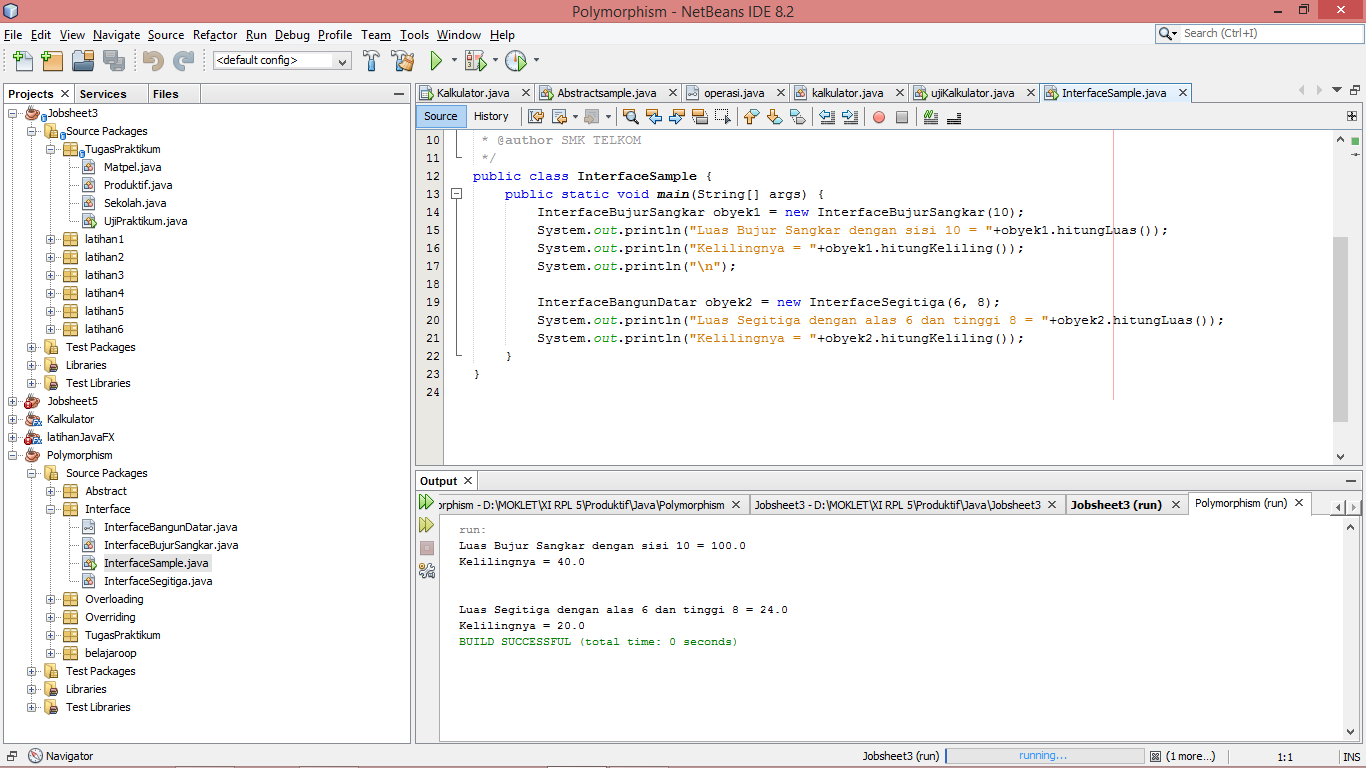 Polymorphism - NetBeans IDE 8.2
File Edit View Navigate Source Refactor Run Debug Profile Team Tools Window Help
Search (Ctrl+I)
<default config>
Projects Services Files
Jobsheet3
Source Packages
TugasPraktikum
Matpel.java
Produktif.java
Sekolah.java
UjiPraktikum.java
latihan1
latihan2
latihan3
latihan4
latihan5
latihan6
Test Packages
Libraries
Test Libraries
Jobsheet5
Kalkulator
latihanJavaFX
Polymorphism
Source Packages
Abstract
Interface
InterfaceBangunDatar.java
InterfaceBujurSangkar.java
InterfaceSample.java
InterfaceSegitiga.java
Overloading
Overriding
TugasPraktikum
belajaroop
Test Packages
Libraries
Test Libraries
Kalkulator.java Abstractsample.java operasi.java kalkulator.java ujiKalkulator.java InterfaceSample.java
Source History
10 * @author SMK TELKOM
11 */
12 public class InterfaceSample {
13 public static void main(String[] args) {
14 InterfaceBujurSangkar obyek1 = new InterfaceBujurSangkar(10);
15 System.out.println("Luas Bujur Sangkar dengan sisi 10 = "+obyek1.hitungLuas());
16 System.out.println("Kelilingnya = "+obyek1.hitungKeliling());
17 System.out.println("\n");
18
19 InterfaceBangunDatar obyek2 = new InterfaceSegitiga(6, 8);
20 System.out.println("Luas Segitiga dengan alas 6 dan tinggi 8 = "+obyek2.hitungLuas());
21 System.out.println("Kelilingnya = "+obyek2.hitungKeliling());
22 }
23 }
24
Output
orphism - D:\MOKLET\XI RPL 5\Produktif\Java\Polymorphism Jobsheet3 - D:\MOKLET\XI RPL 5\Produktif\Java\Jobsheet3 Jobsheet3 (run) Polymorphism (run)
run:
Luas Bujur Sangkar dengan sisi 10 = 100.0
Kelilingnya = 40.0
Luas Segitiga dengan alas 6 dan tinggi 8 = 24.0
Kelilingnya = 20.0
BUILD SUCCESSFUL (total time: 0 seconds)
Navigator
Jobsheet3 (run) running... (1 more...) 1:1 INS